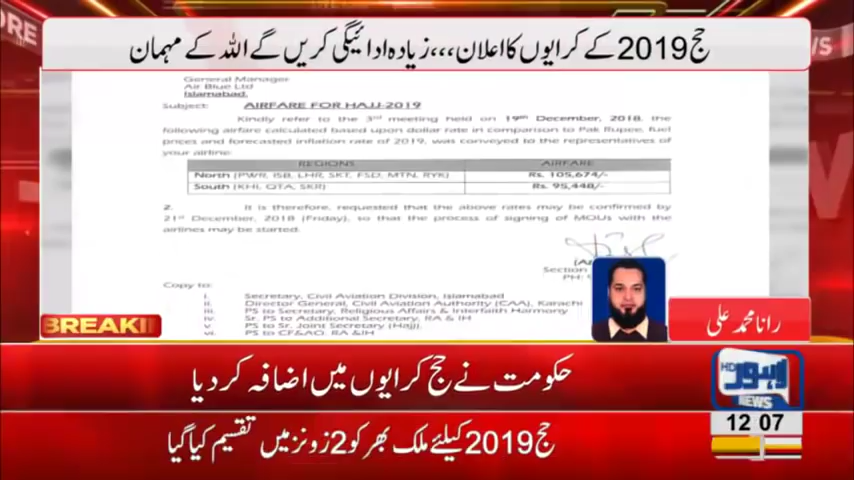 حج 2019 کے کرایوں کا اعلان،،، زیادہ ادائیگی کریں گے اللہ کے مہمان
General Manager
Air Blue Ltd
Islamabad.
Subject: AIRFARE FOR HAJJ-2019
Kindly refer to the 3rd meeting held on 19th December, 2018, the
following airfare calculated based upon dollar rate in comparison to Pak Rupee, fuel
prices and forecasted inflation rate of 2019, was conveyed to the representatives of
your airline:
REGIONS AIRFARE
North (PWR, ISB, LHR, SKT, FSD, MTN, RYK) Rs. 105,674/-
South (KHI, QTA, SKR) Rs. 95,448/-
2. It is therefore, requested that the above rates may be confirmed by
21st December, 2018 (Friday), so that the process of signing of MOUs with the
airlines may be started.
Section
PH:
Copy to:
i. Secretary, Civil Aviation Division, Islamabad
ii. Director General, Civil Aviation Authority (CAA), Karachi
iii. PS to Secretary, Religious Affairs & Interfaith Harmony
iv. Sr. PS to Additional Secretary, RA & IH
v. PS to Sr. Joint Secretary (Hajj).
vi. PS to CF&AO, RA &IH
رانا محمد علی
BREAKIN
حکومت نے حج کرایوں میں اضافہ کر دیا
HD لاہور
NEWS
12 07
حج 2019 کیلئے ملک بھر کو 2 زونز میں تقسیم کیا گیا